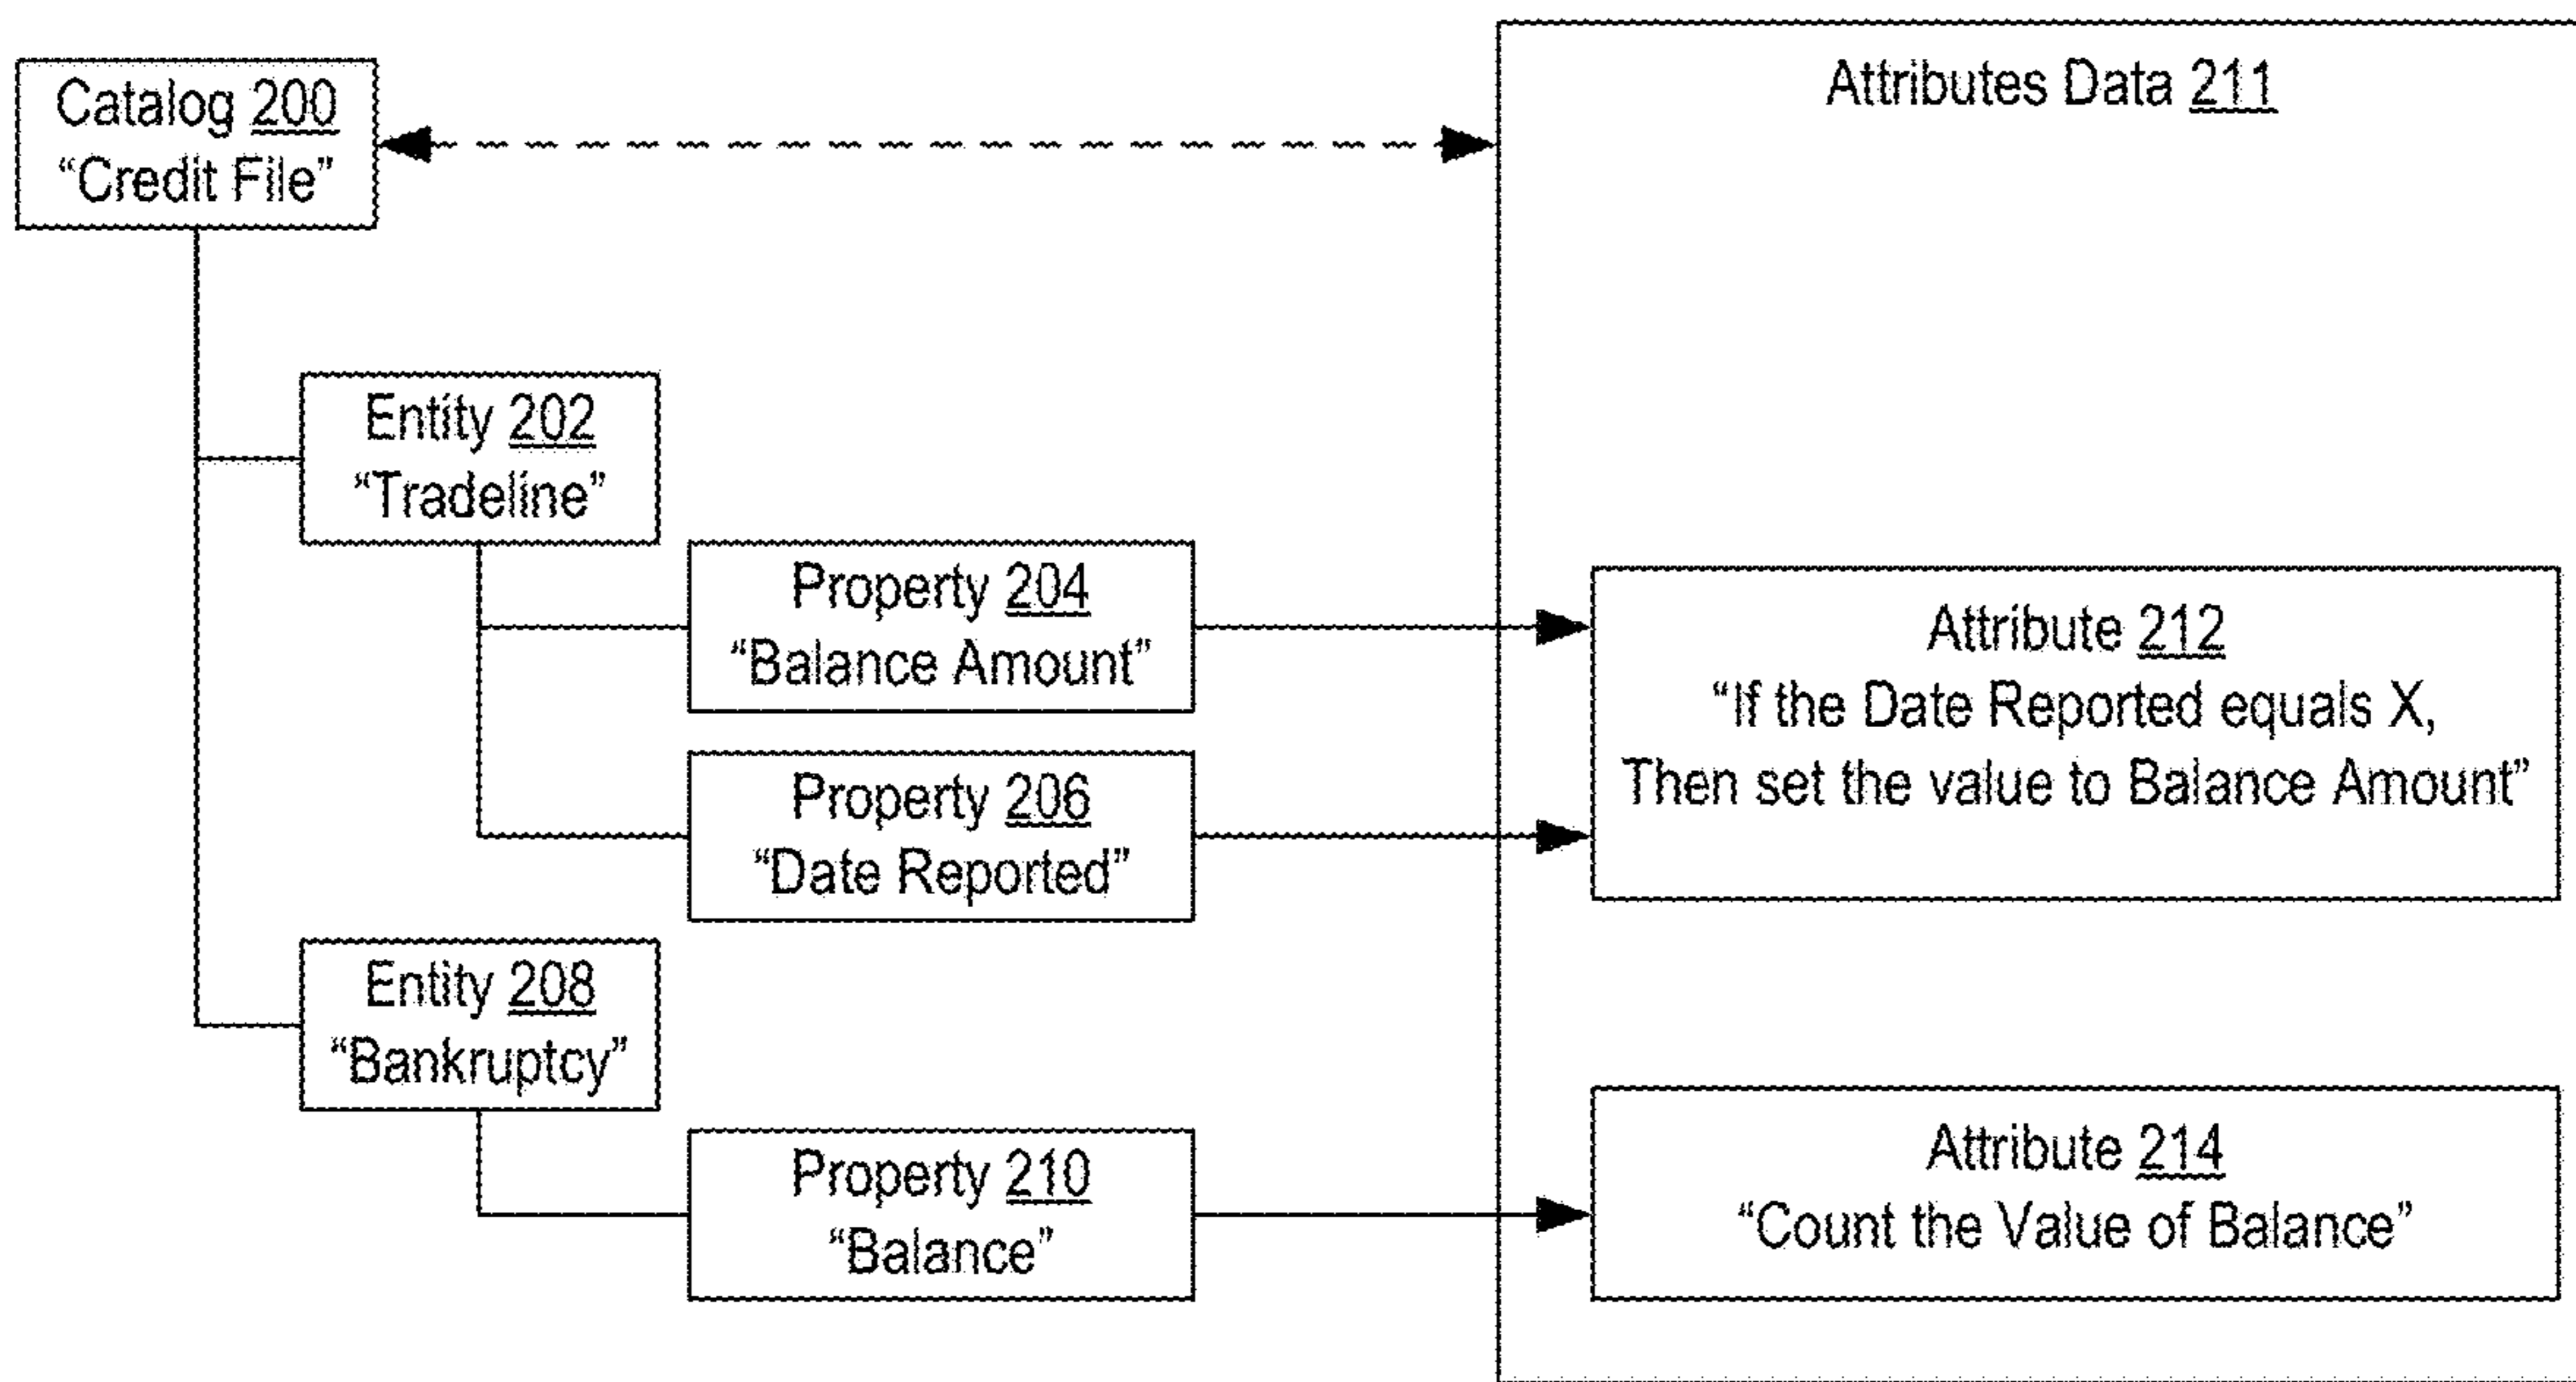 Catalog 200
“Credit File”
Attributes Data 211
Entity 202
“Tradeline”
Property 204
“Balance Amount”
Property 206
“Date Reported”
Attribute 212
“If the Date Reported equals X,
Then set the value to Balance Amount”
Entity 208
“Bankruptcy”
Property 210
“Balance”
Attribute 214
“Count the Value of Balance”